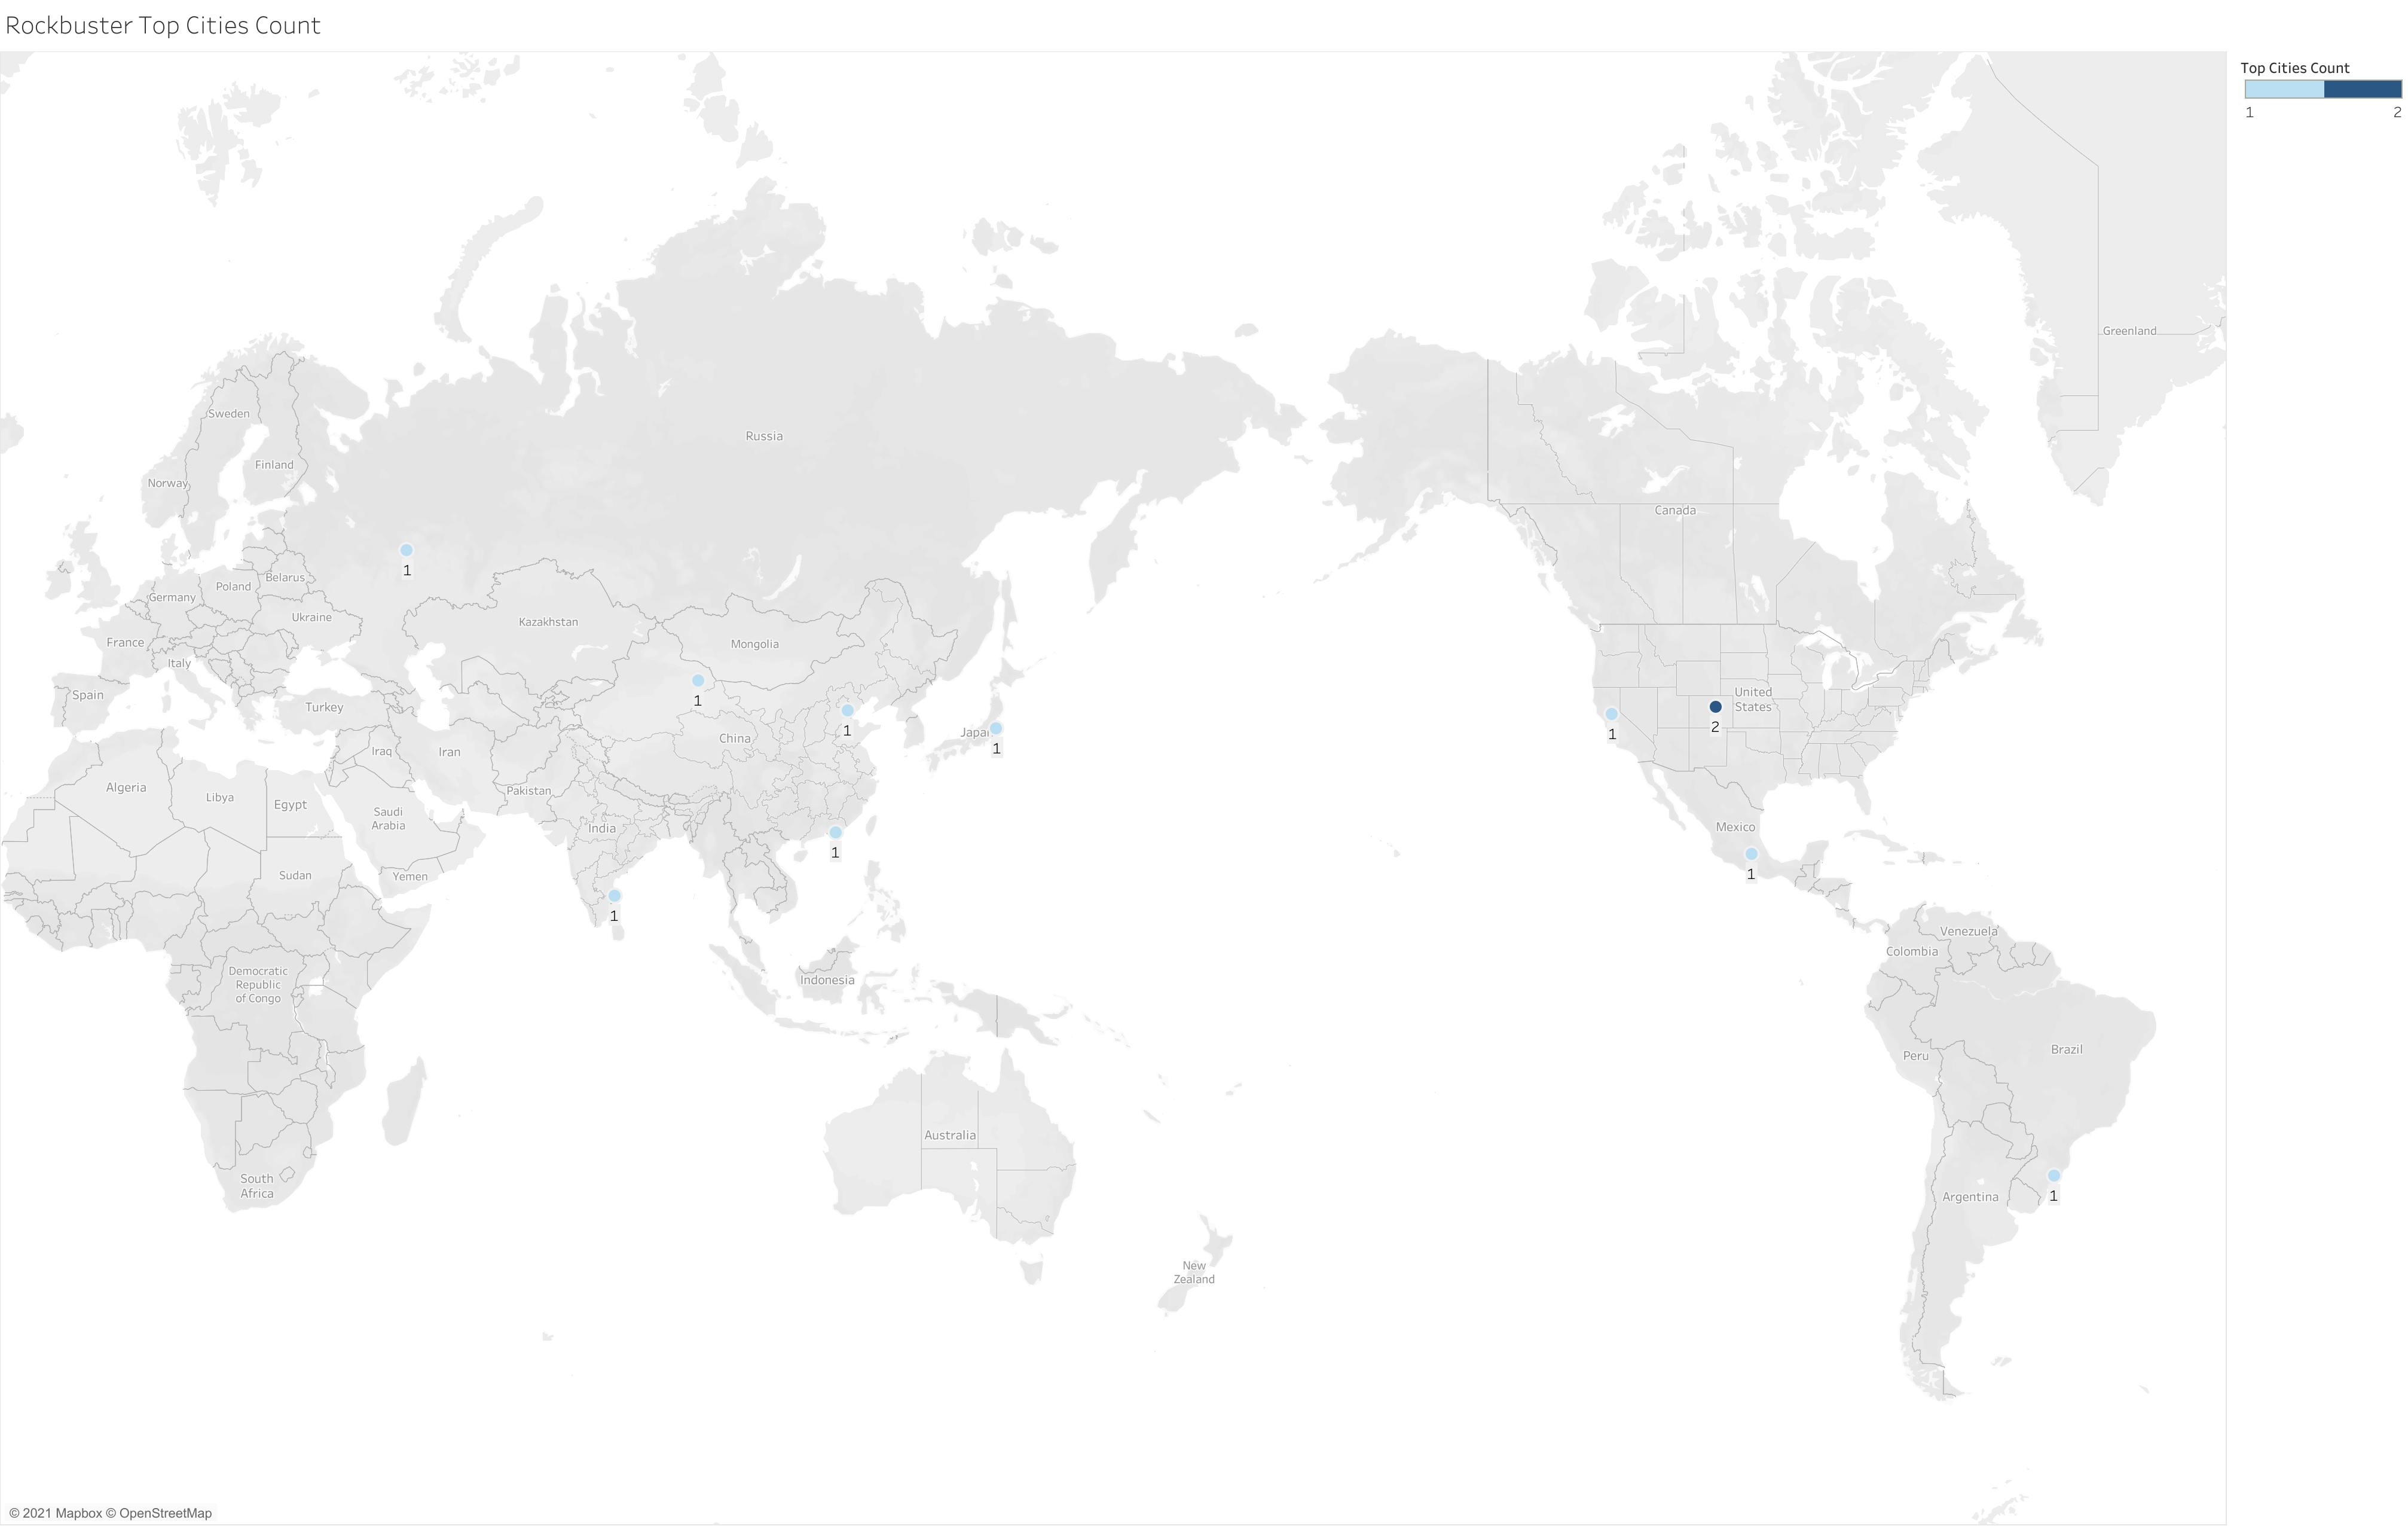 Rockbuster Top Cities Count
Top Cities Count
1
2
Greenland
Russia
Sweden
Finland
Norway
Canada
1
Belarus
Poland
Germany
Ukraine
Kazakhstan
France
Mongolia
Italy
Spain
1
United
States
Turkey
1
2
1
Japan
1
China
1
Iraq
Iran
Algeria
Pakistan
Libya
Egypt
Saudi
Arabia
India
Mexico
1
1
Sudan
Yemen
1
Venezuela
Colombia
Democratic
Republic
of Congo
Indonesia
Brazil
Peru
Australia
South
Africa
Argentina
1
New
Zealand
© 2021 Mapbox © OpenStreetMap